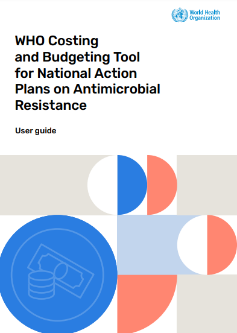 World Health
Organization
WHO Costing
and Budgeting Tool
for National Action
Plans on Antimicrobial
Resistance
User guide